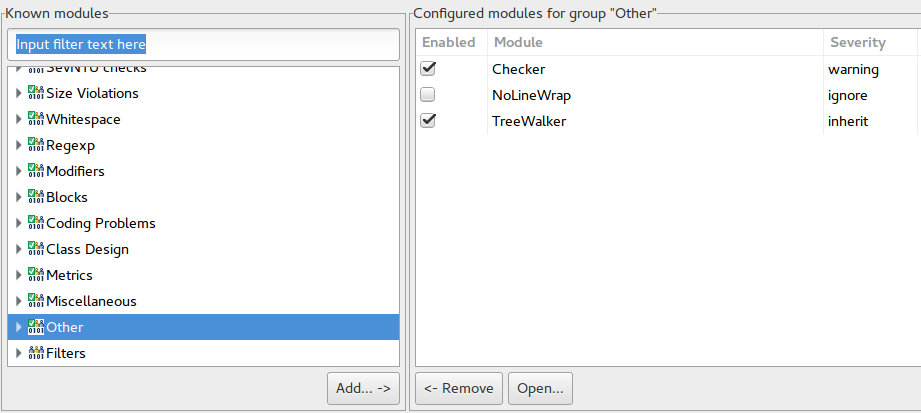 Known modules
Input filter text here
SevNTU checks
Size Violations
Whitespace
Regexp
Modifiers
Blocks
Coding Problems
Class Design
Metrics
Miscellaneous
Other
Filters
Add... ->
Configured modules for group "Other"
Enabled Module Severity
Checker warning
NoLineWrap ignore
TreeWalker inherit
<- Remove Open...